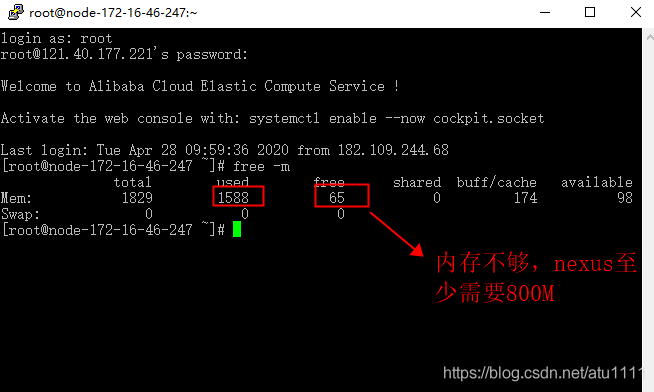 root@node-172-16-46-247:~
login as: root
root@121.40.177.221's password:
Welcome to Alibaba Cloud Elastic Compute Service !
Activate the web console with: systemctl enable --now cockpit.socket
Last login: Tue Apr 28 09:59:36 2020 from 182.109.244.68
[root@node-172-16-46-247 ~]# free -m
total used free shared buff/cache available
Mem: 1829 1588 65 0 174 98
Swap: 0 0 0
[root@node-172-16-46-247 ~]#
内存不够，nexus至
少需要800M
https://blog.csdn.net/atu1111